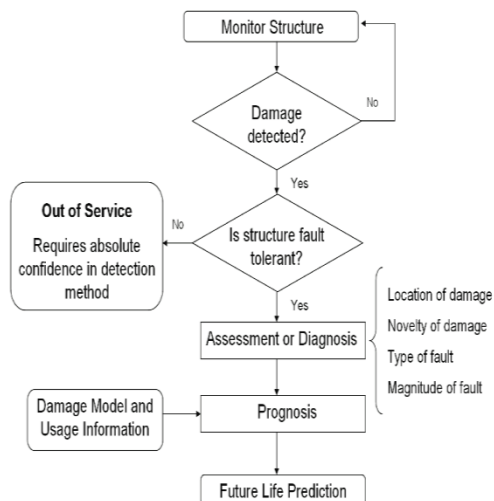 Monitor Structure
No
Damage
detected?
Yes
Out of Service
Requires absolute
confidence in detection
method
No
Is structure fault
tolerant?
Yes
Assessment or Diagnosis
Location of damage
Novelty of damage
Type of fault
Magnitude of fault
Damage Model and
Usage Information
Prognosis
Future Life Prediction